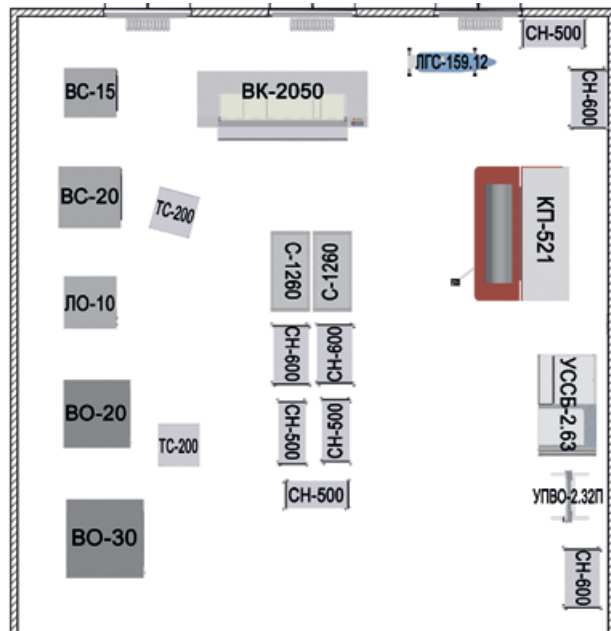 СН-500
ЛГС-159.12
ВС-15
ВК-2050
СН-600
ВС-20
ТС-200
КП-521
С-1260
С-1260
ЛО-10
СН-600
СН-600
УССБ-2.63
ВО-20
СН-500
СН-500
ТС-200
СН-500
УПВО-2.32П
ВО-30
СН-600